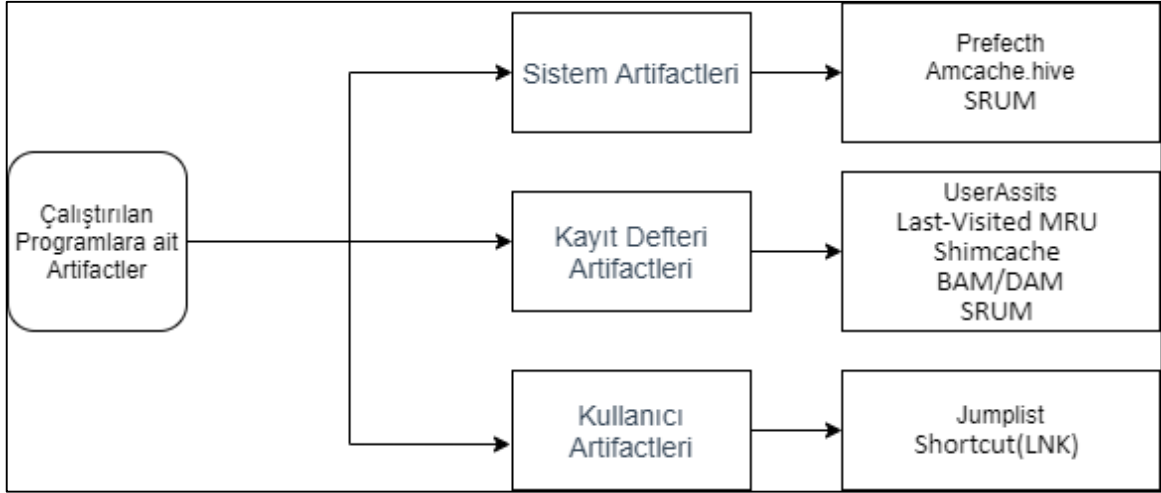 Çalıştırılan
Programlara ait
Artifactler
Sistem Artifactleri
Prefecth
Amcache.hive
SRUM
Kayıt Defteri
Artifactleri
UserAssits
Last-Visited MRU
Shimcache
BAM/DAM
SRUM
Kullanıcı
Artifactleri
Jumplist
Shortcut(LNK)